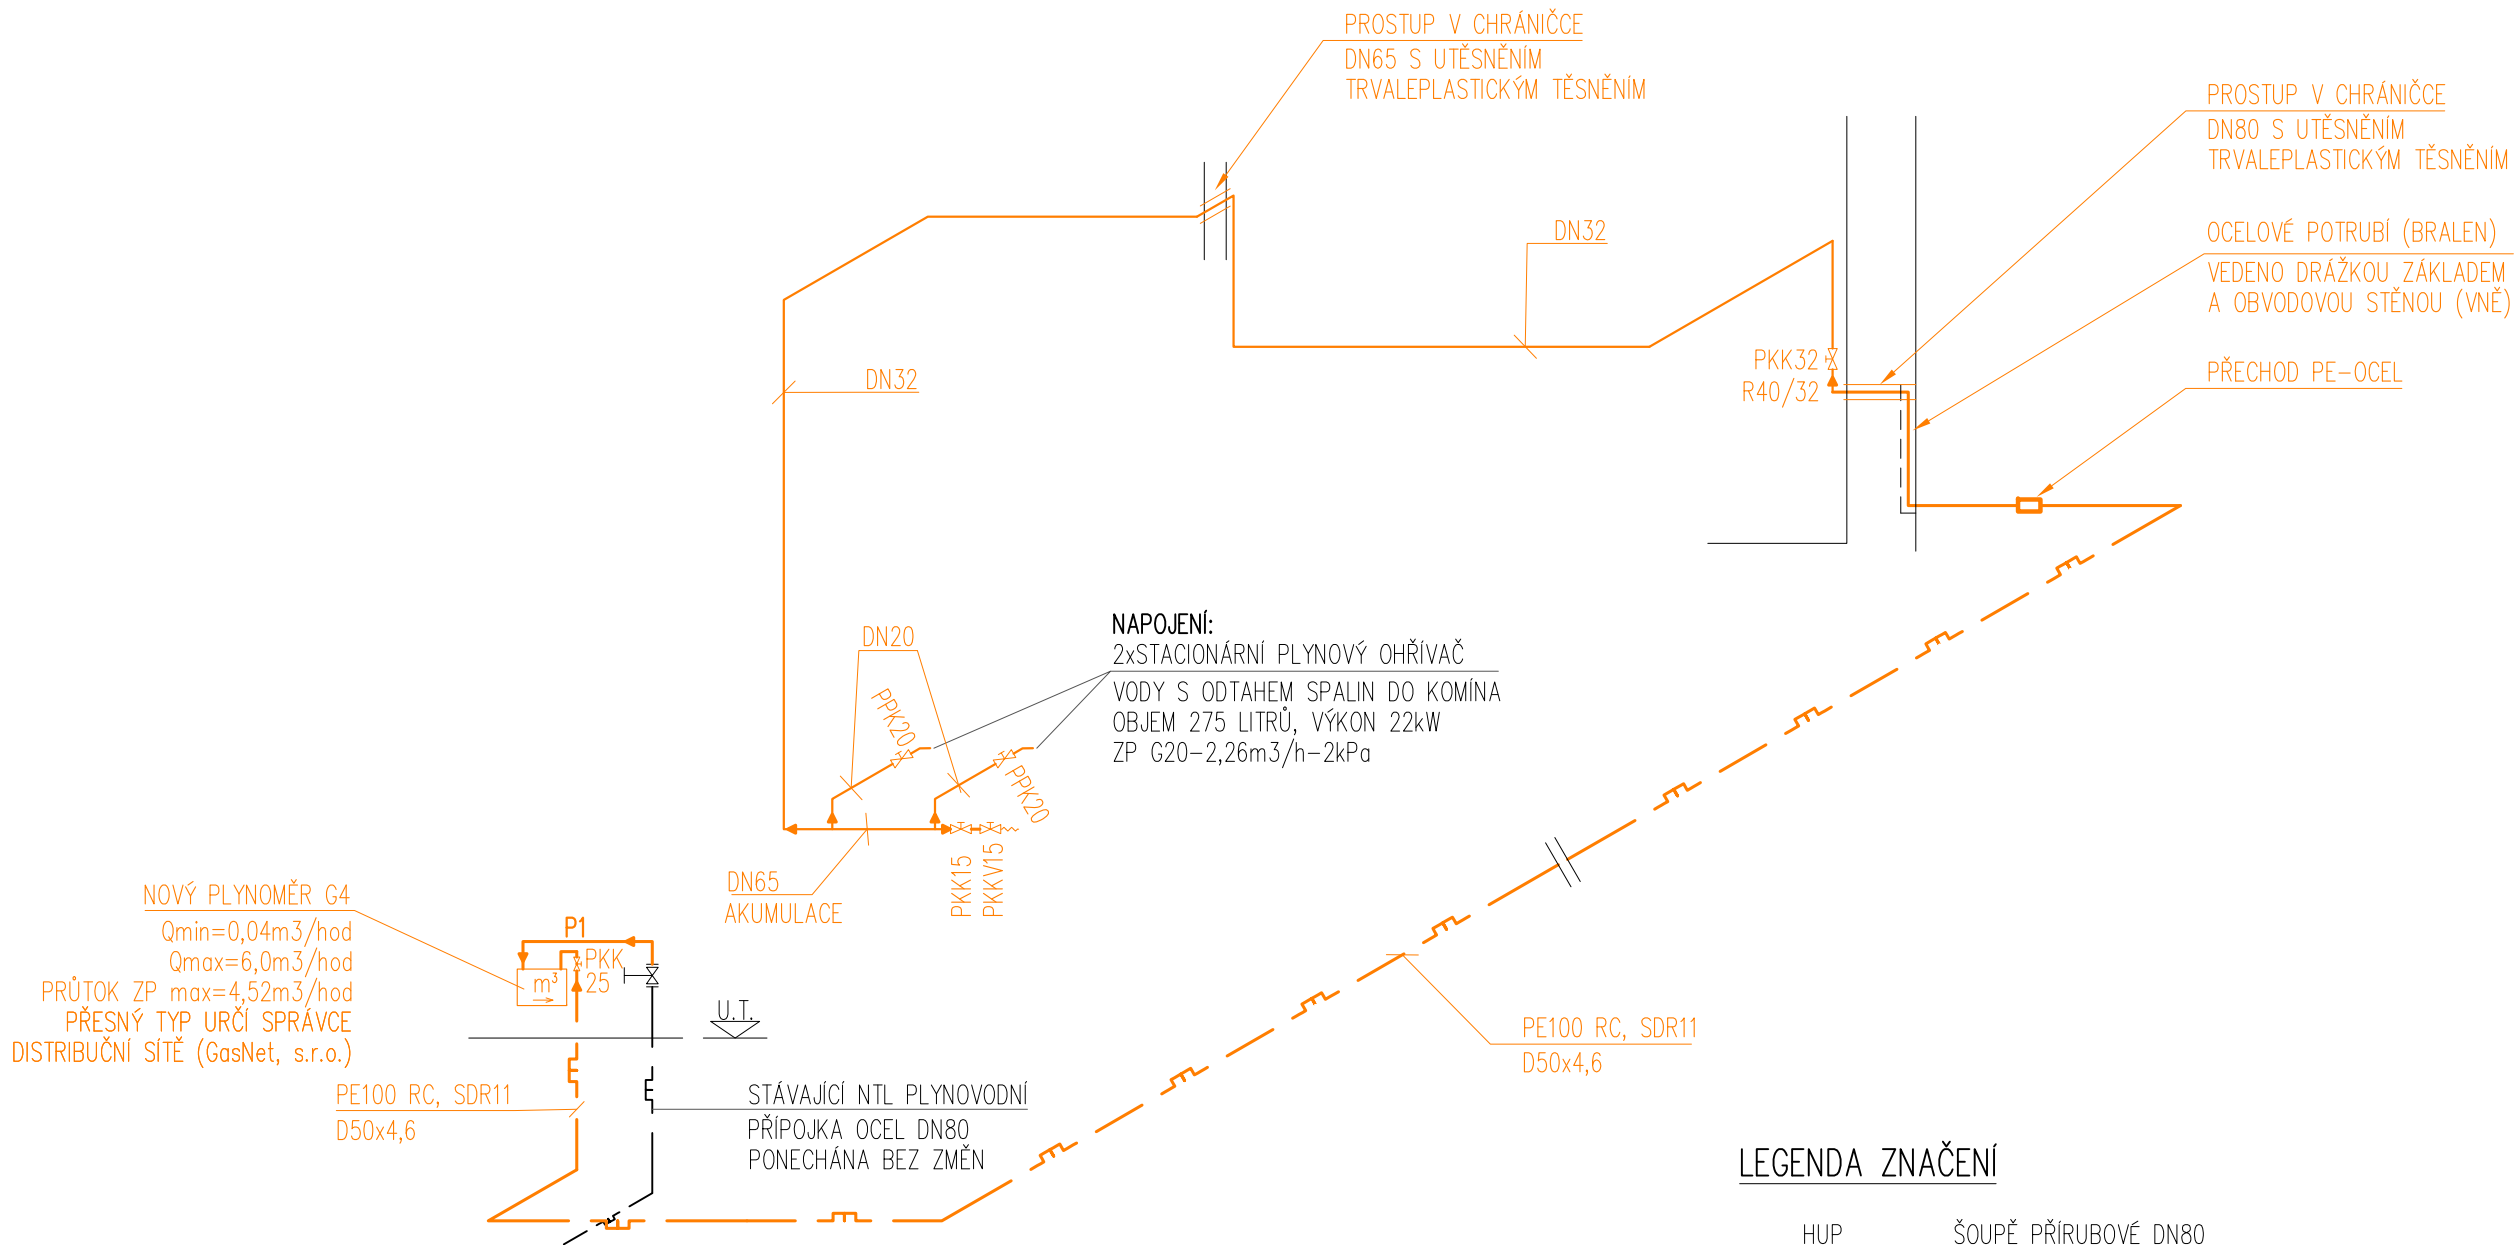 PROSTUP V CHRÁNIČCE
DN65 S UTĚSNĚNÍM
TRVALEPLASTICKÝM TĚSNĚNÍM
PROSTUP V CHRÁNIČCE
DN80 S UTĚSNĚNÍM
TRVALEPLASTICKÝM TĚSNĚNÍM
DN32
OCELOVÉ POTRUBÍ (BRALEN)
VEDENO DRÁŽKOU ZÁKLADEM
A OBVODOVOU STĚNOU (VNĚ)
PKK32
R40/32
PŘECHOD PE-OCEL
DN32
NAPOJENÍ:
2xSTACIONÁRNÍ PLYNOVÝ OHŘÍVAČ
VODY S ODTAHEM SPALIN DO KOMÍNA
OBJEM 275 LITRŮ, VÝKON 22kW
ZP G20-2,26m3/h-2kPa
DN20
PPK20
PPK20
DN65
AKUMULACE
PKK15
PKKV15
NOVÝ PLYNOMĚR G4
Qmin=0,04m3/hod
Qmax=6,0m3/hod
PRŮTOK ZP max=4,52m3/hod
PŘESNÝ TYP URČÍ SPRÁVCE
DISTRIBUČNÍ SÍTĚ (GasNet, s.r.o.)
P1
PKK
25
m³
U.T.
PE100 RC, SDR11
D50x4,6
PE100 RC, SDR11
D50x4,6
STÁVAJÍCÍ NTL PLYNOVODNÍ
PŘÍPOJKA OCEL DN80
PONECHÁNA BEZ ZMĚN
LEGENDA ZNAČENÍ
HUP ŠOUPĚ PŘÍRUBOVÉ DN80